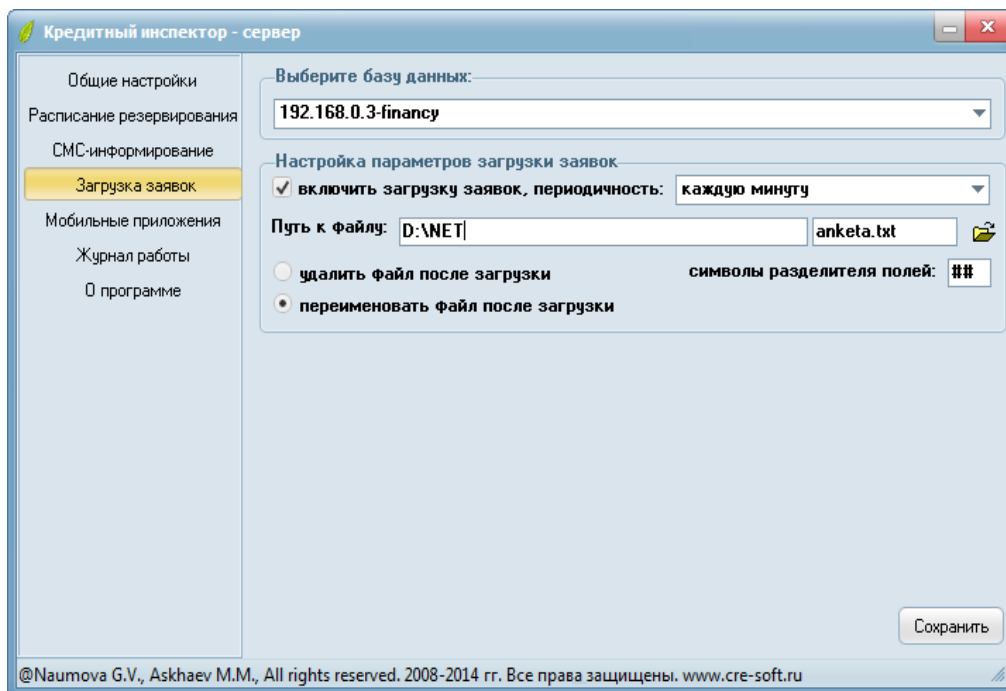 Кредитный инспектор - сервер
Общие настройки
Расписание резервирования
СМС-информирование
Загрузка заявок
Мобильные приложения
Журнал работы
О программе
Выберите базу данных:
192.168.0.3-financy
Настройка параметров загрузки заявок
включить загрузку заявок, периодичность: каждую минуту
Путь к файлу: D:\NET anketa.txt
удалить файл после загрузки символы разделителя полей: ##
переименовать файл после загрузки
Сохранить
@Naumova G.V., Askhaev M.M., All rights reserved. 2008-2014 гг. Все права защищены. www.cre-soft.ru